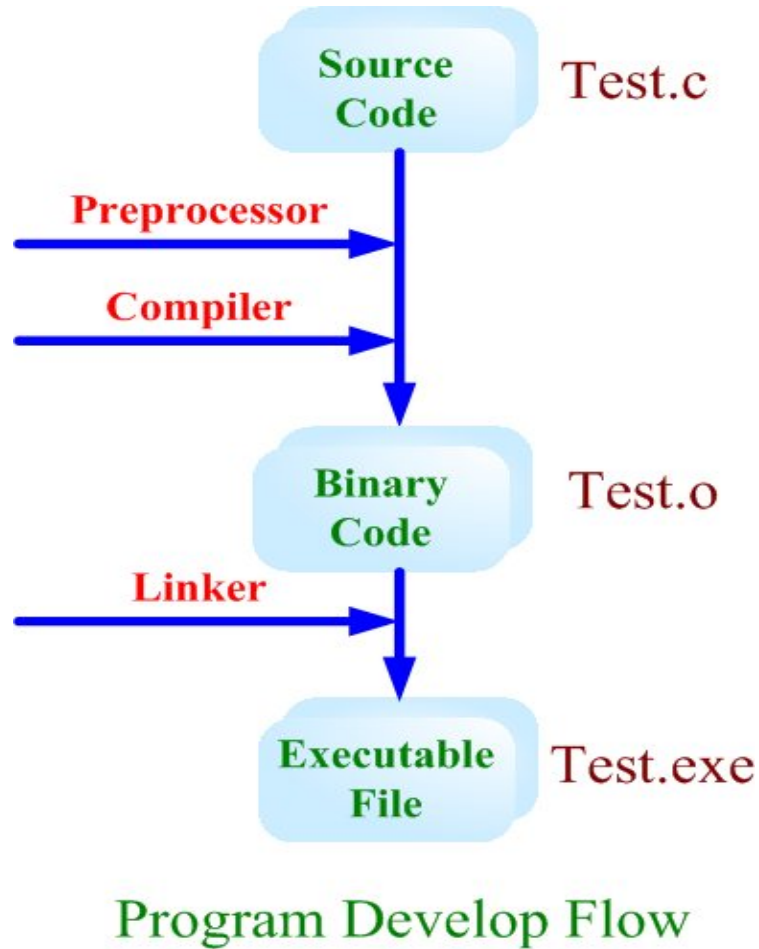 Source
Code
Test.c
Preprocessor
Compiler
Binary
Code
Test.o
Linker
Executable
File
Test.exe
Program Develop Flow